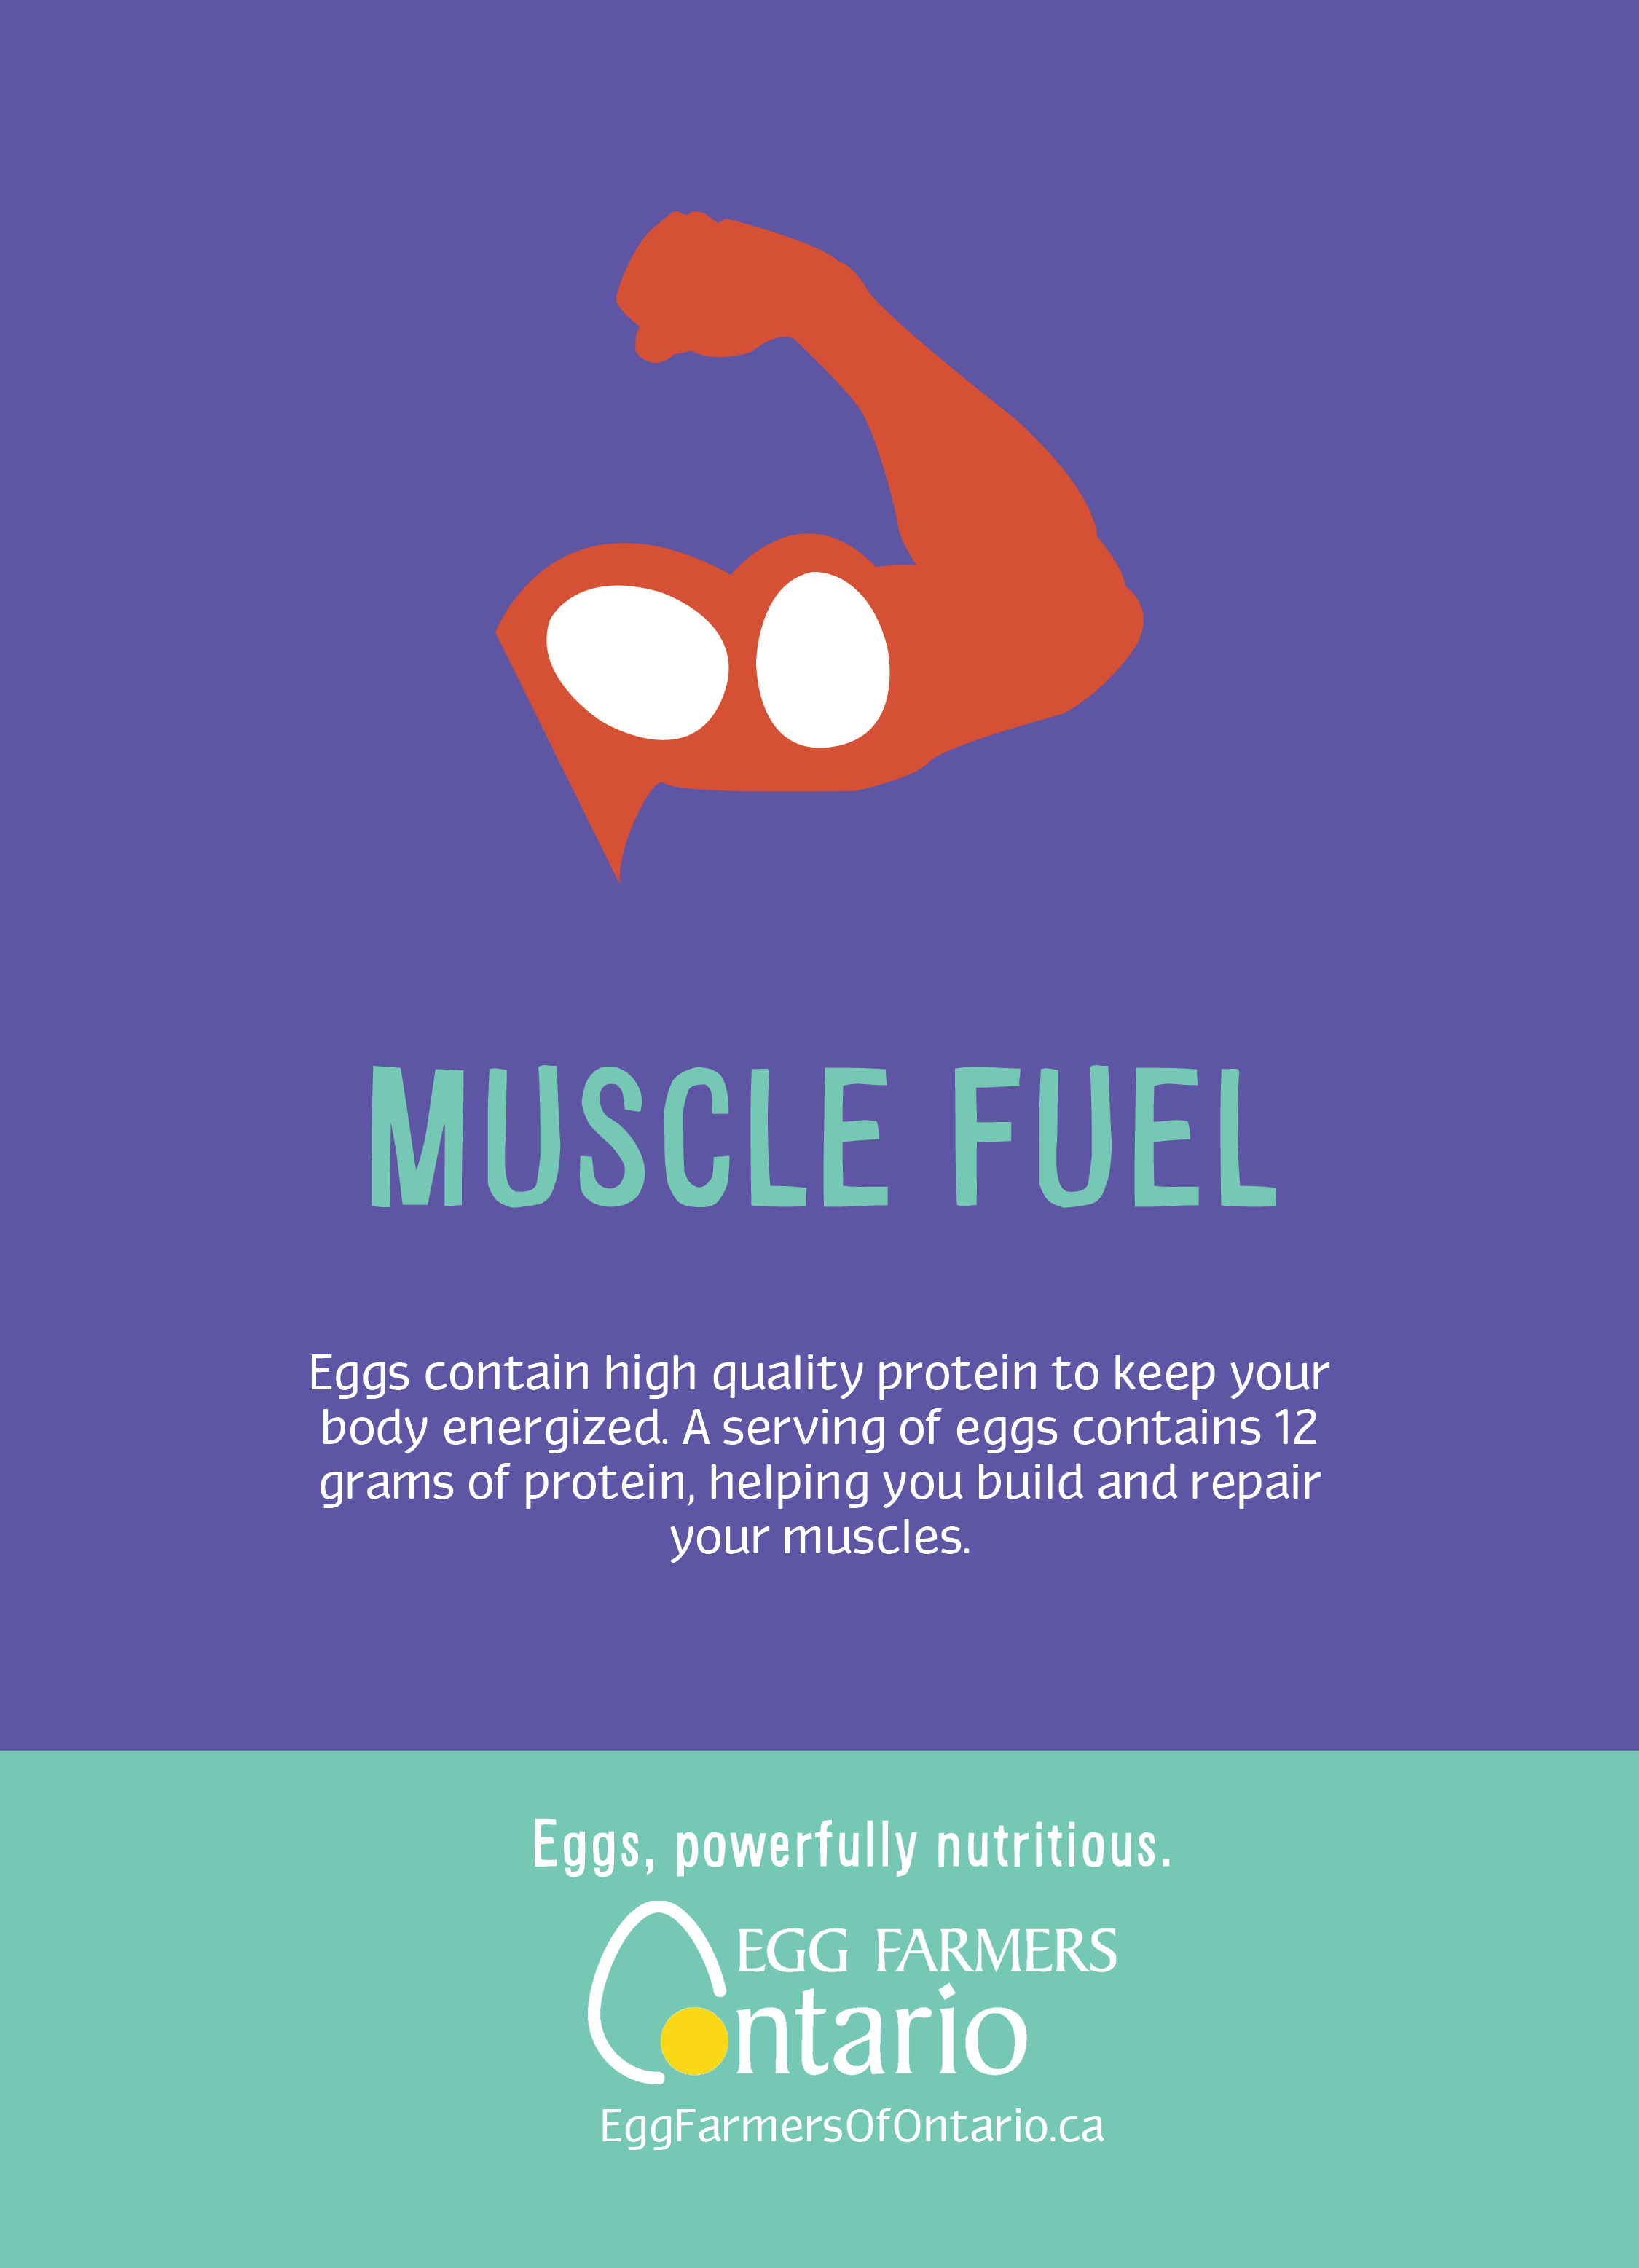 MUSCLE FUEL
Eggs contain high quality protein to keep your
body energized. A serving of eggs contains 12
grams of protein, helping you build and repair
your muscles.
Eggs, powerfully nutritious.
EGG FARMERS
Ontario
EggFarmersOfOntario.ca